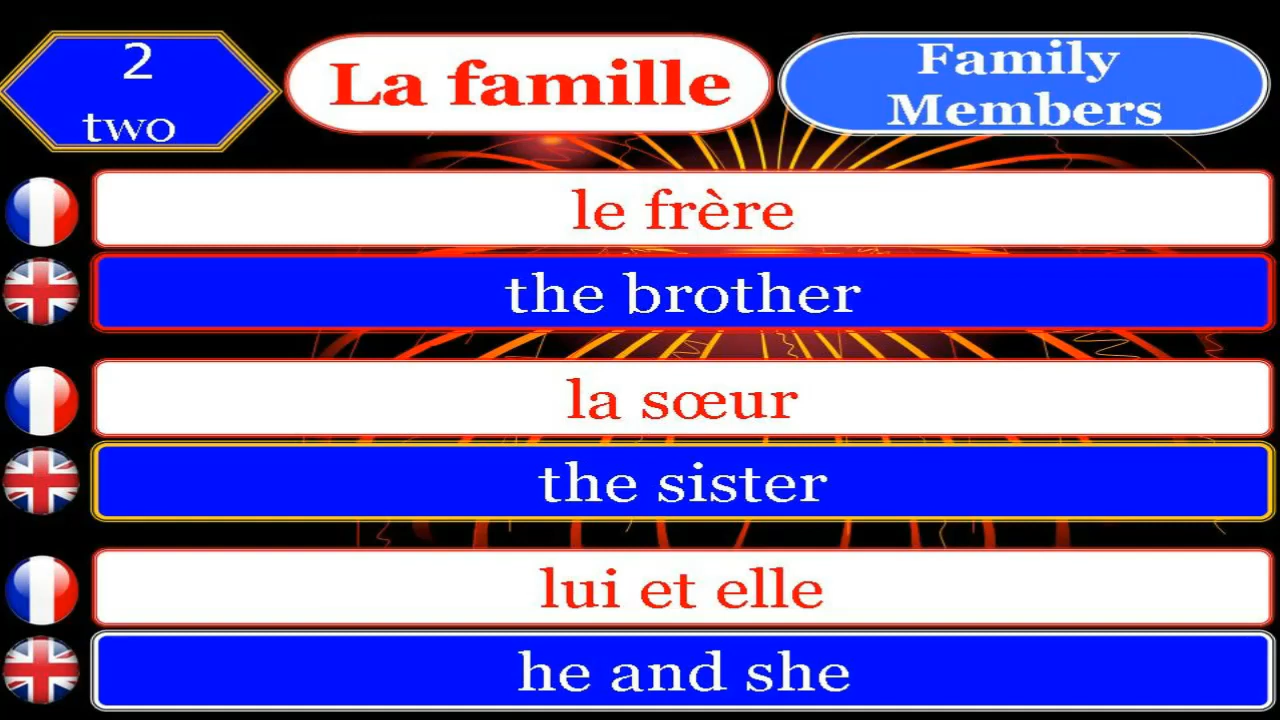 2
two
La famille
Family
Members
le frère
the brother
la sœur
the sister
lui et elle
he and she